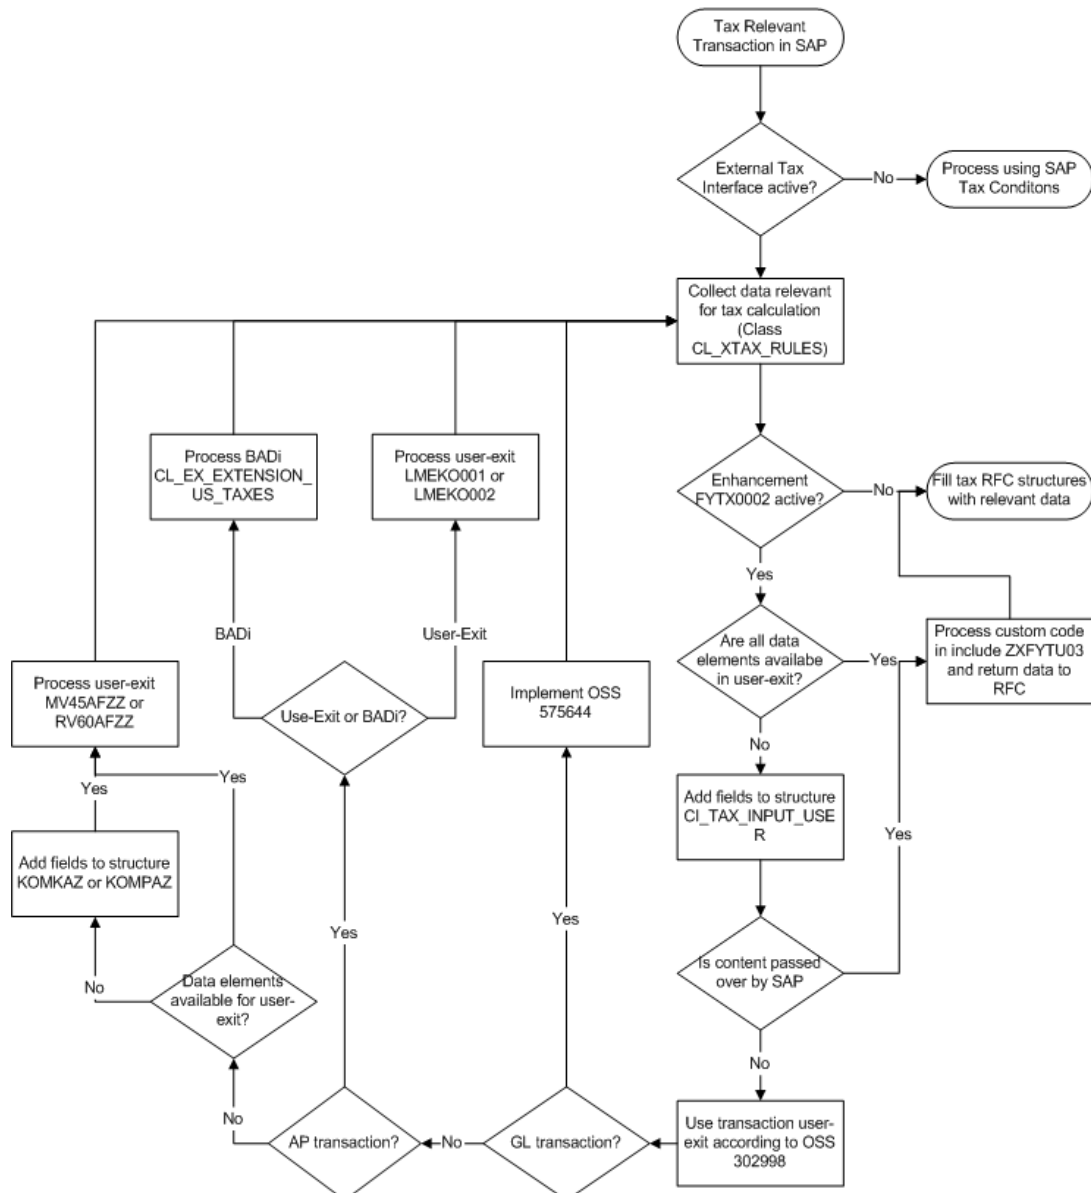 Tax Relevant
Transaction in SAP
External Tax
Interface active?
No
Process using SAP
Tax Conditons
Collect data relevant
for tax calculation
(Class
CL_XTAX_RULES)
Process BADi
CL_EX_EXTENSION_
US_TAXES
Process user-exit
LMEKO001 or
LMEKO002
Enhancement
FYTX0002 active?
No
Fill tax RFC structures
with relevant data
Yes
BADi
User-Exit
Are all data
elements availabe
in user-exit?
Yes
Process custom code
in include ZXFYTU03
and return data to
RFC
Process user-exit
MV45AFZZ or
RV60AFZZ
Use-Exit or BADi?
Implement OSS
575644
No
Yes
Yes
Add fields to structure
CI_TAX_INPUT_USE
R
Yes
Add fields to structure
KOMKAZ or KOMPAZ
Yes
Yes
Is content passed
over by SAP
No
Data elements
available for user-
exit?
No
No
AP transaction?
No
GL transaction?
Use transaction user-
exit according to OSS
302998